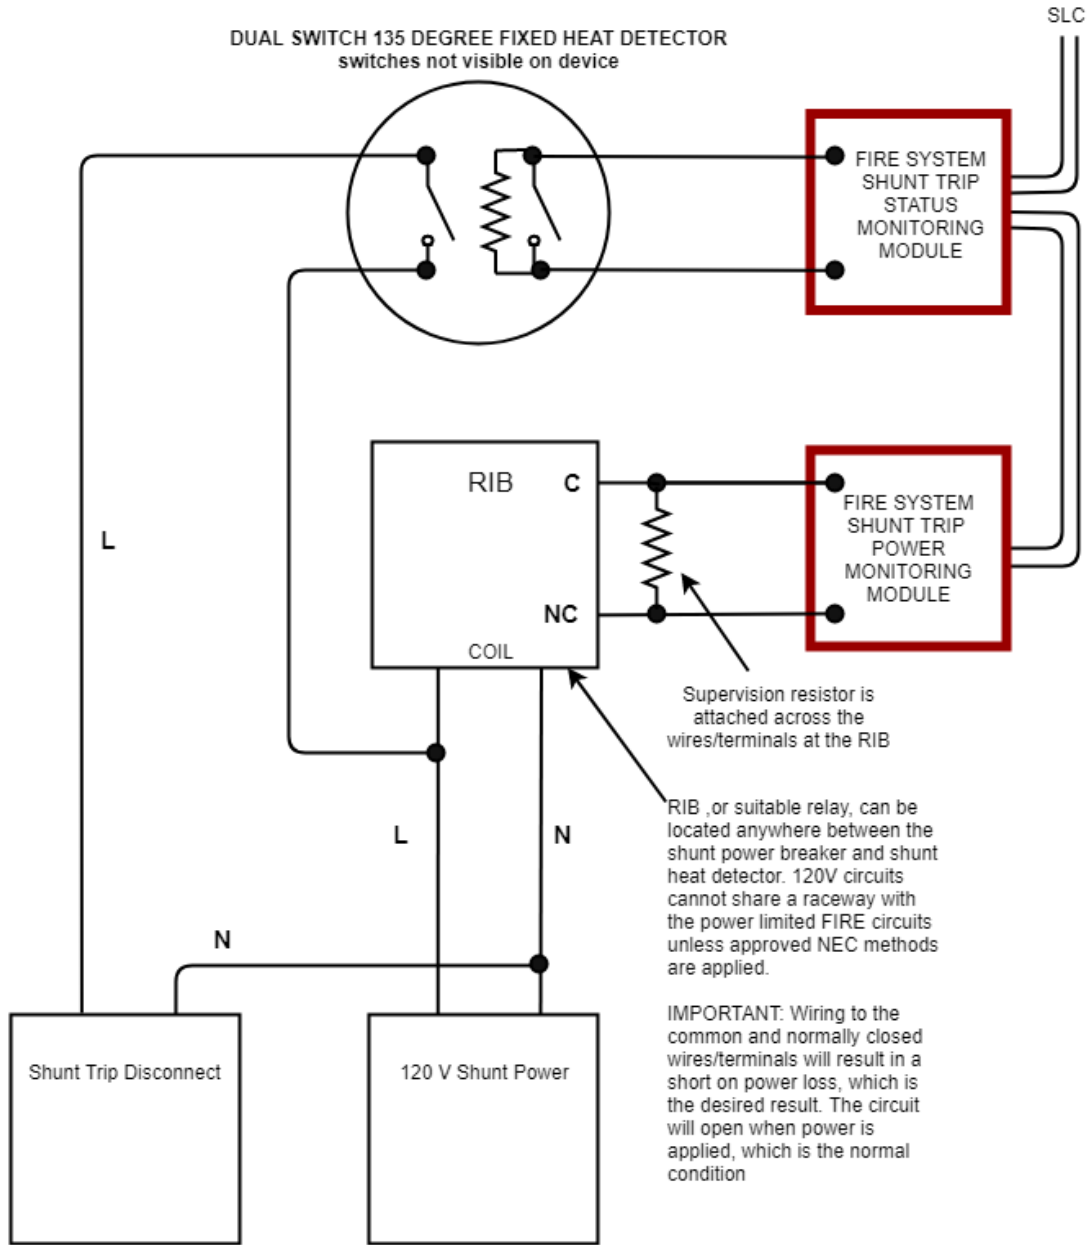 SLC
DUAL SWITCH 135 DEGREE FIXED HEAT DETECTOR
switches not visible on device
FIRE SYSTEM
SHUNT TRIP
STATUS
MONITORING
MODULE
RIB
C
NC
COIL
FIRE SYSTEM
SHUNT TRIP
POWER
MONITORING
MODULE
L
Supervision resistor is
attached across the
wires/terminals at the RIB
L
N
RIB ,or suitable relay, can be
located anywhere between the
shunt power breaker and shunt
heat detector. 120V circuits
cannot share a raceway with
the power limited FIRE circuits
unless approved NEC methods
are applied.
N
IMPORTANT: Wiring to the
common and normally closed
wires/terminals will result in a
short on power loss, which is
the desired result. The circuit
will open when power is
applied, which is the normal
condition
Shunt Trip Disconnect
120 V Shunt Power